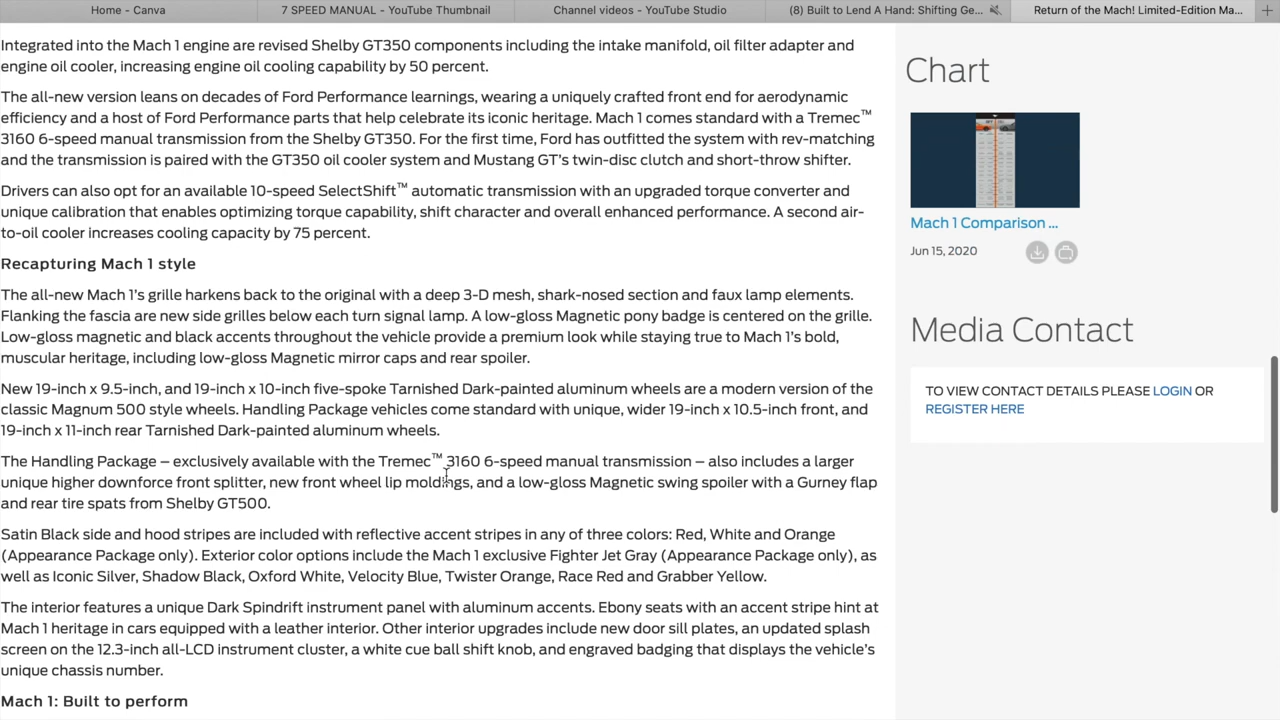 Home - Canva
7 SPEED MANUAL - YouTube Thumbnail
Channel videos - YouTube Studio
(8) Built to Lend A Hand: Shifting Ge...
Return of the Mach! Limited-Edition Ma...
Integrated into the Mach 1 engine are revised Shelby GT350 components including the intake manifold, oil filter adapter and
engine oil cooler, increasing engine oil cooling capability by 50 percent.
The all-new version leans on decades of Ford Performance learnings, wearing a uniquely crafted front end for aerodynamic
efficiency and a host of Ford Performance parts that help celebrate its iconic heritage. Mach 1 comes standard with a Tremec™
3160 6-speed manual transmission from the Shelby GT350. For the first time, Ford has outfitted the system with rev-matching
and the transmission is paired with the GT350 oil cooler system and Mustang GT's twin-disc clutch and short-throw shifter.
Drivers can also opt for an available 10-speed SelectShift™ automatic transmission with an upgraded torque converter and
unique calibration that enables optimizing torque capability, shift character and overall enhanced performance. A second air-
to-oil cooler increases cooling capacity by 75 percent.
Recapturing Mach 1 style
The all-new Mach 1's grille harkens back to the original with a deep 3-D mesh, shark-nosed section and faux lamp elements.
Flanking the fascia are new side grilles below each turn signal lamp. A low-gloss Magnetic pony badge is centered on the grille.
Low-gloss magnetic and black accents throughout the vehicle provide a premium look while staying true to Mach 1's bold,
muscular heritage, including low-gloss Magnetic mirror caps and rear spoiler.
New 19-inch x 9.5-inch, and 19-inch x 10-inch five-spoke Tarnished Dark-painted aluminum wheels are a modern version of the
classic Magnum 500 style wheels. Handling Package vehicles come standard with unique, wider 19-inch x 10.5-inch front, and
19-inch x 11-inch rear Tarnished Dark-painted aluminum wheels.
The Handling Package – exclusively available with the Tremec™ 3160 6-speed manual transmission – also includes a larger
unique higher downforce front splitter, new front wheel lip moldings, and a low-gloss Magnetic swing spoiler with a Gurney flap
and rear tire spats from Shelby GT500.
Satin Black side and hood stripes are included with reflective accent stripes in any of three colors: Red, White and Orange
(Appearance Package only). Exterior color options include the Mach 1 exclusive Fighter Jet Gray (Appearance Package only), as
well as Iconic Silver, Shadow Black, Oxford White, Velocity Blue, Twister Orange, Race Red and Grabber Yellow.
The interior features a unique Dark Spindrift instrument panel with aluminum accents. Ebony seats with an accent stripe hint at
Mach 1 heritage in cars equipped with a leather interior. Other interior upgrades include new door sill plates, an updated splash
screen on the 12.3-inch all-LCD instrument cluster, a white cue ball shift knob, and engraved badging that displays the vehicle's
unique chassis number.
Mach 1: Built to perform
Chart
Mach 1 Comparison ...
Jun 15, 2020
Media Contact
TO VIEW CONTACT DETAILS PLEASE LOGIN OR
REGISTER HERE